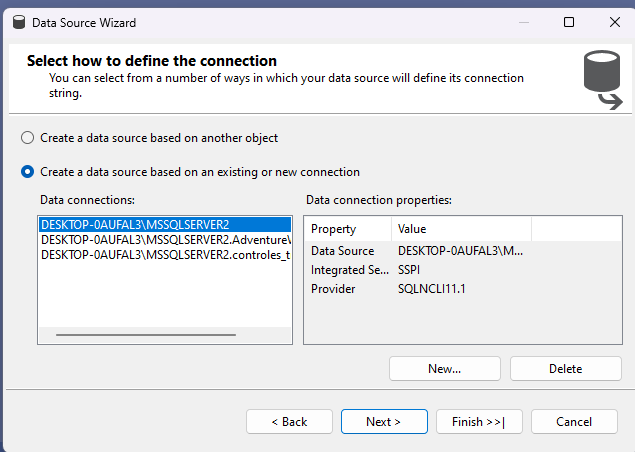 Data Source Wizard
Select how to define the connection
You can select from a number of ways in which your data source will define its connection
string.
Create a data source based on another object
Create a data source based on an existing or new connection
Data connections:
DESKTOP-0AUFAL3\MSSQLSERVER2
DESKTOP-0AUFAL3\MSSQLSERVER2.Adventure
DESKTOP-0AUFAL3\MSSQLSERVER2.controles_t
Data connection properties:
Property Value
Data Source DESKTOP-0AUFAL3\M...
Integrated Se... SSPI
Provider SQLNCLI11.1
New... Delete
< Back Next > Finish >>| Cancel